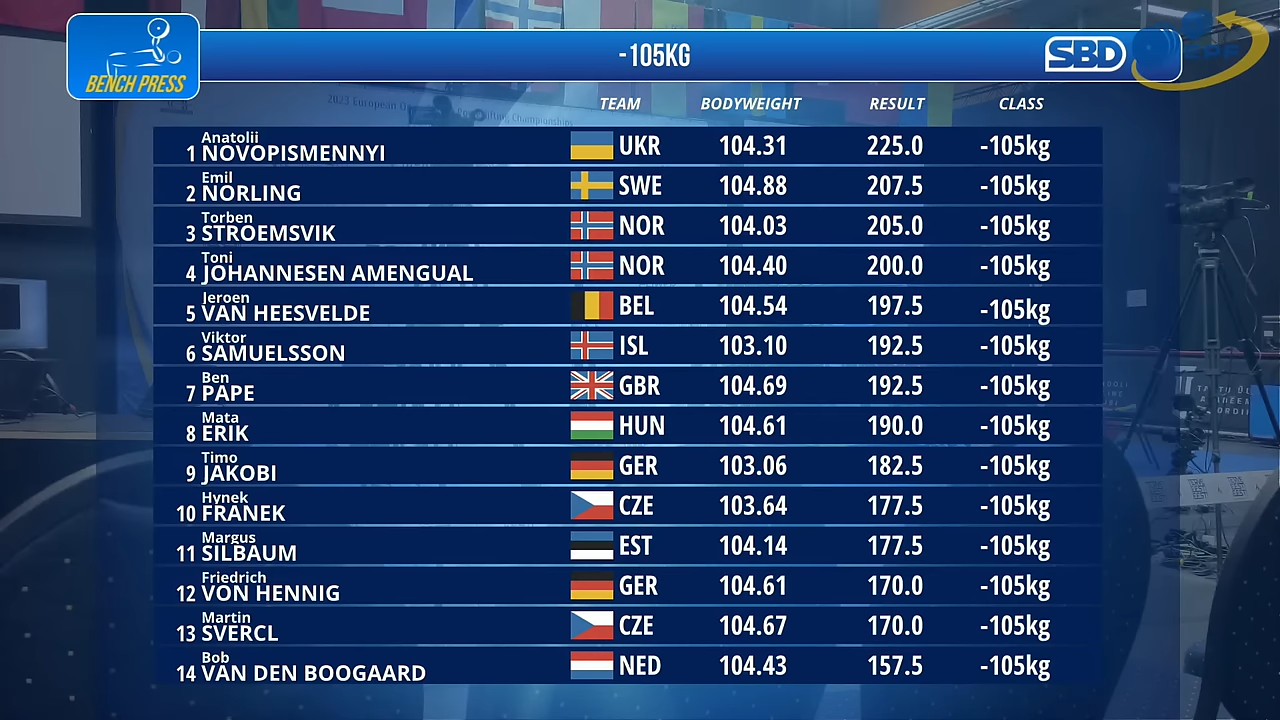 BENCH PRESS
-105KG
SBD
TEAM BODYWEIGHT RESULT CLASS
2023 European
Championships
Anatolii
1 NOVOPISMENNYI UKR 104.31 225.0 -105kg
Emil
2 NORLING SWE 104.88 207.5 -105kg
Torben
3 STROEMSVIK NOR 104.03 205.0 -105kg
Toni
4 JOHANNESEN AMENGUAL NOR 104.40 200.0 -105kg
Jeroen
5 VAN HEESVELDE BEL 104.54 197.5 -105kg
Viktor
6 SAMUELSSON ISL 103.10 192.5 -105kg
Ben
7 PAPE GBR 104.69 192.5 -105kg
Mata
8 ERIK HUN 104.61 190.0 -105kg
Timo
9 JAKOBI GER 103.06 182.5 -105kg
Hynek
10 FRANEK CZE 103.64 177.5 -105kg
Margus
11 SILBAUM EST 104.14 177.5 -105kg
Friedrich
12 VON HENNIG GER 104.61 170.0 -105kg
Martin
13 SVERCL CZE 104.67 170.0 -105kg
Bob
14 VAN DEN BOOGAARD NED 104.43 157.5 -105kg